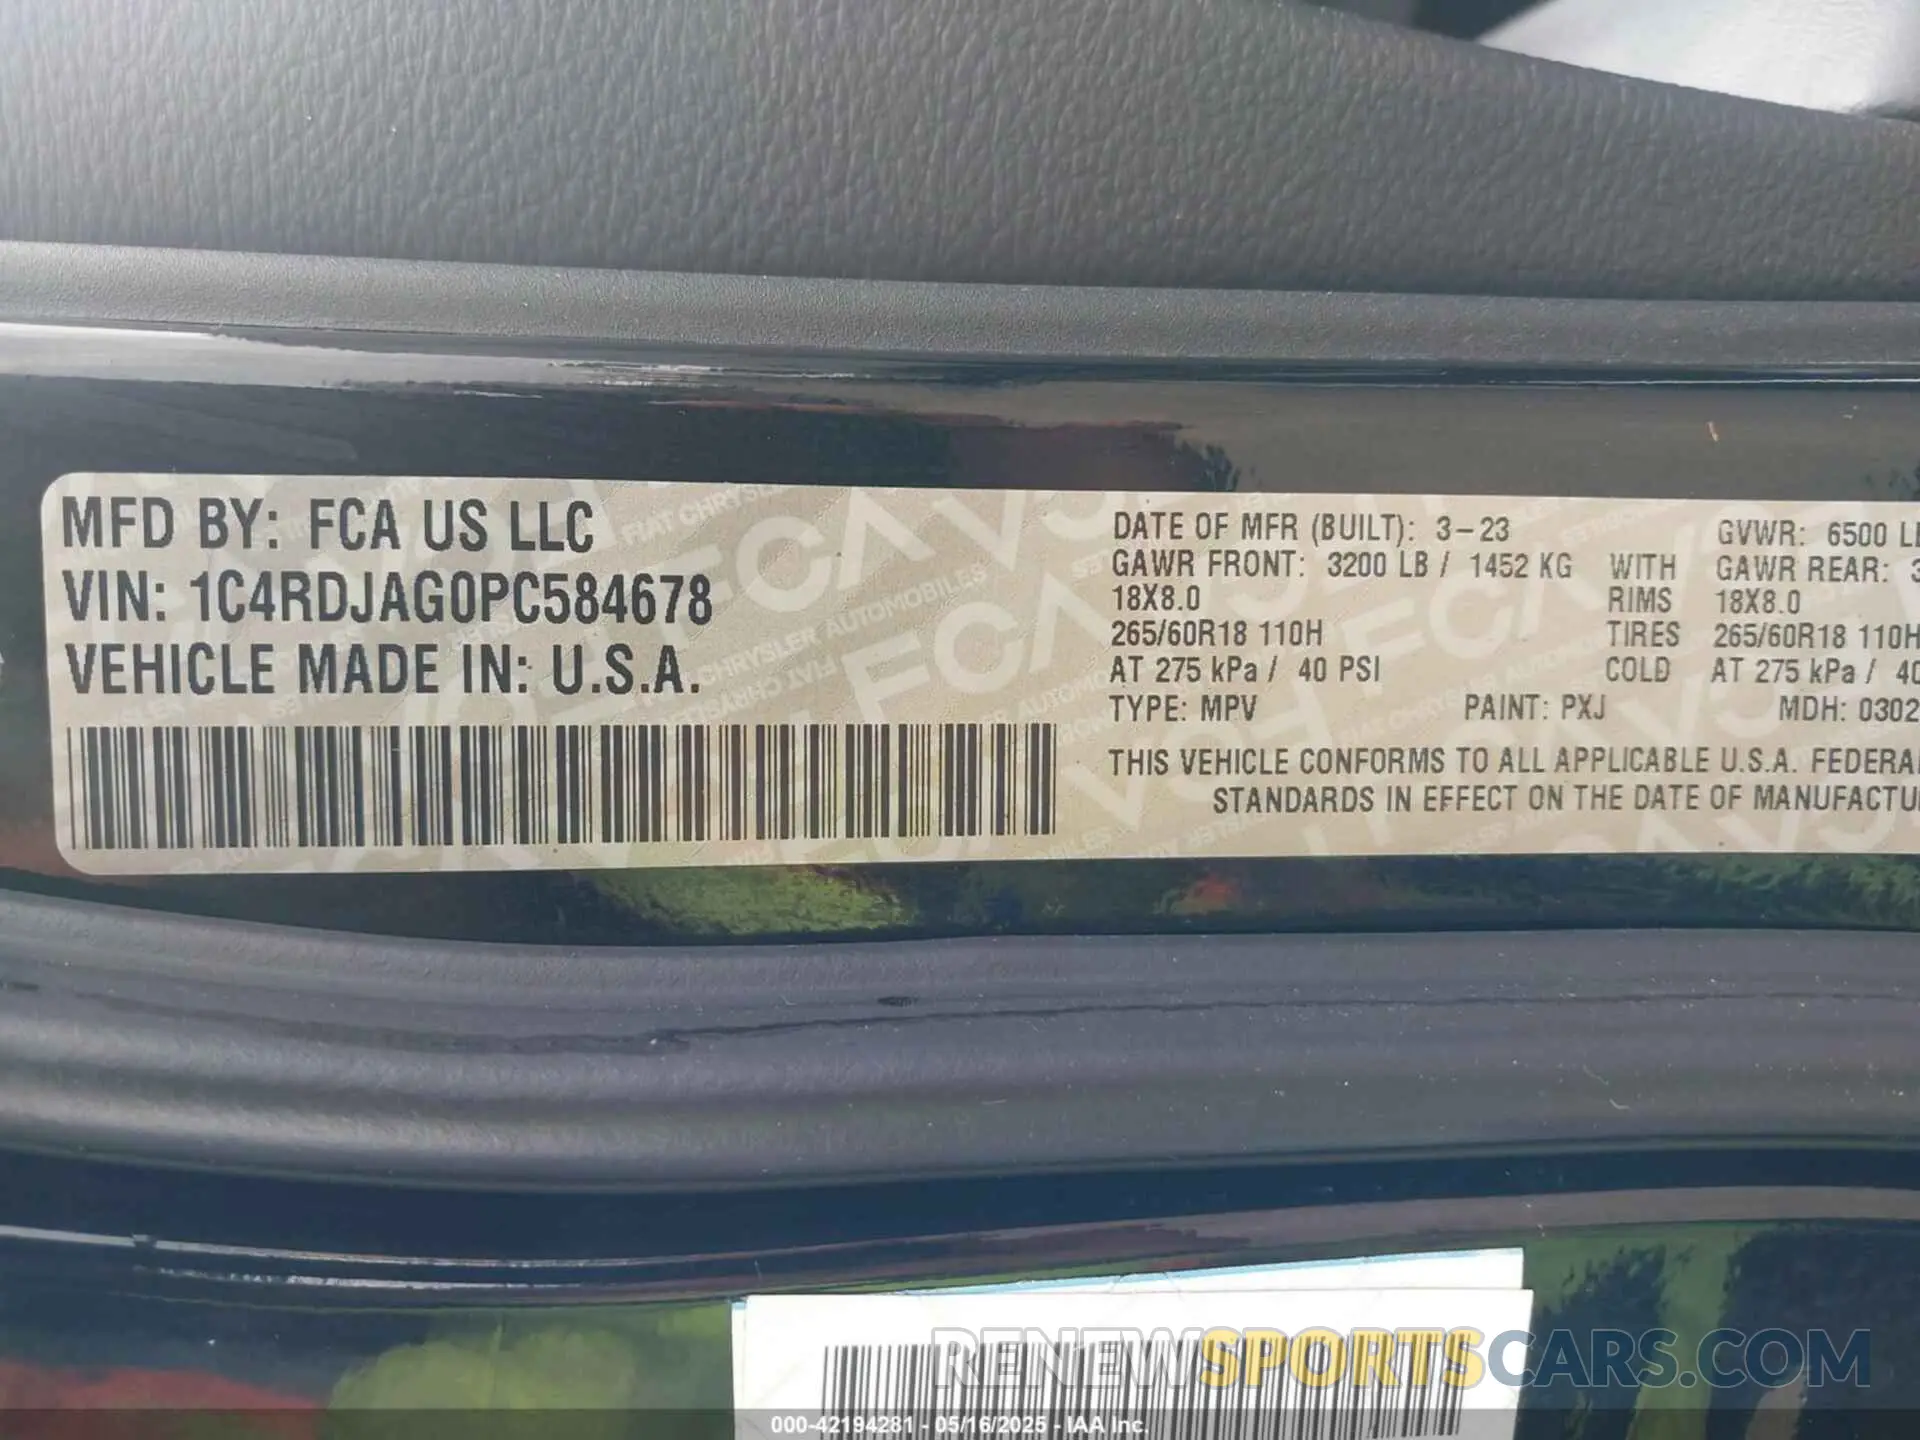 MFD BY: FCA US LLC
VIN: 1C4RDJAG0PC584678
VEHICLE MADE IN: U.S.A.
DATE OF MFR (BUILT): 3-23 GVWR: 6500 LB
GAWR FRONT: 3200 LB / 1452 KG WITH GAWR REAR: 3
18X8.0 RIMS 18X8.0
265/60R18 110H TIRES 265/60R18 110H
AT 275 kPa / 40 PSI COLD AT 275 kPa / 40
TYPE: MPV PAINT: PXJ MDH: 0302
THIS VEHICLE CONFORMS TO ALL APPLICABLE U.S.A. FEDERAL
STANDARDS IN EFFECT ON THE DATE OF MANUFACTU
RENEWSPORTSCARS.COM
000-42194281 - 05/16/2025 - IAA Inc.